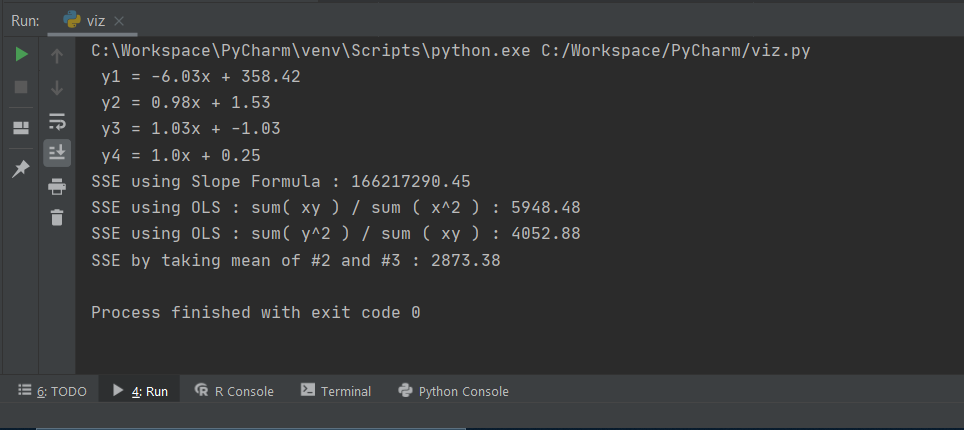 Run: viz
C:\Workspace\PyCharm\venv\Scripts\python.exe C:/Workspace/PyCharm/viz.py
y1 = -6.03x + 358.42
y2 = 0.98x + 1.53
y3 = 1.03x + -1.03
y4 = 1.0x + 0.25
SSE using Slope Formula : 166217290.45
SSE using OLS : sum( xy ) / sum ( x^2 ) : 5948.48
SSE using OLS : sum( y^2 ) / sum ( xy ) : 4052.88
SSE by taking mean of #2 and #3 : 2873.38
Process finished with exit code 0
6: TODO 4: Run R Console Terminal Python Console